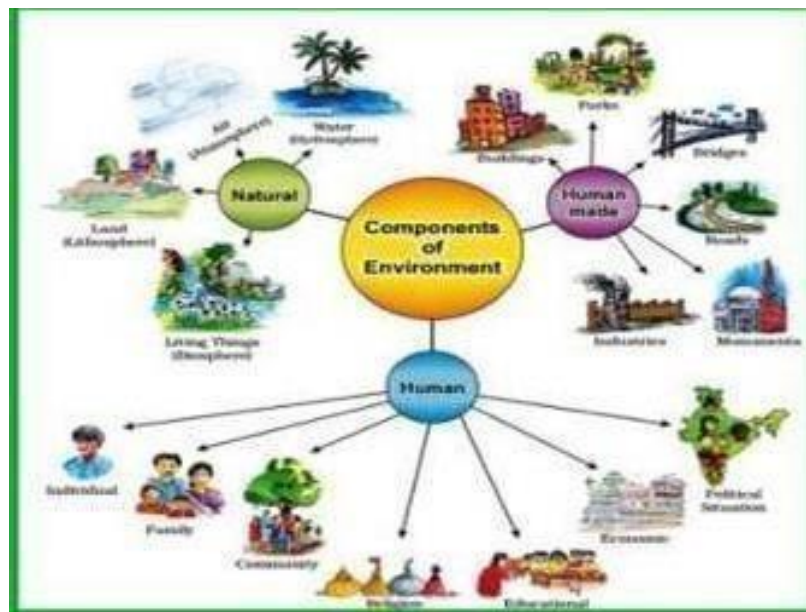 Components
of
Environment
Natural
Air
(Atmosphere)
Water
(Hydrosphere)
Land
(Lithosphere)
Living Things
(Biosphere)
Human
made
Buildings
Parks
Bridges
Roads
Monuments
Industries
Human
Individual
Family
Community
Religion
Educational
Economic
Political
Situation